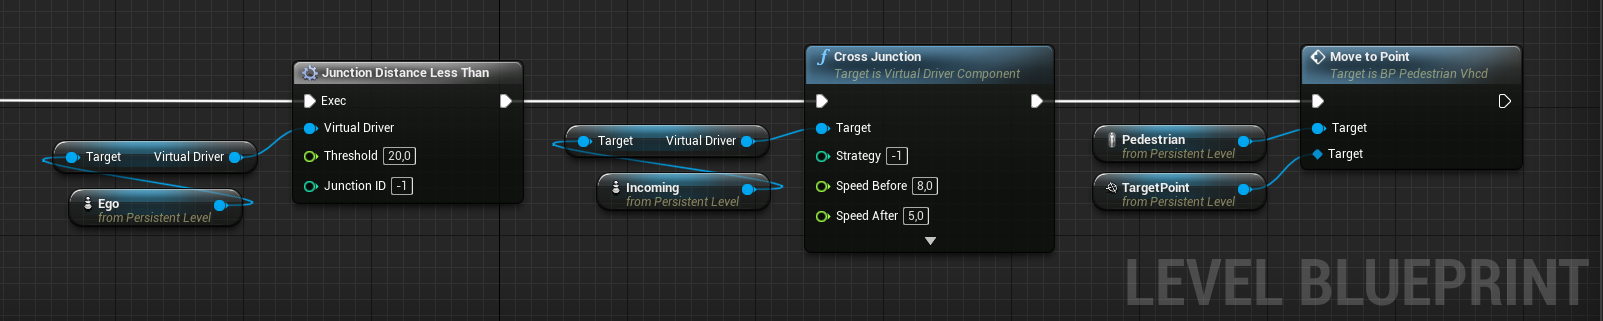 Junction Distance Less Than
Exec
Virtual Driver
Threshold 20,0
Junction ID -1
Target Virtual Driver
Ego
from Persistent Level
Target Virtual Driver
Incoming
from Persistent Level
Cross Junction
Target is Virtual Driver Component
Target
Strategy -1
Speed Before 8,0
Speed After 5,0
Pedestrian
from Persistent Level
TargetPoint
from Persistent Level
Move to Point
Target is BP Pedestrian Vhcd
Target
Target
LEVEL BLUEPRINT